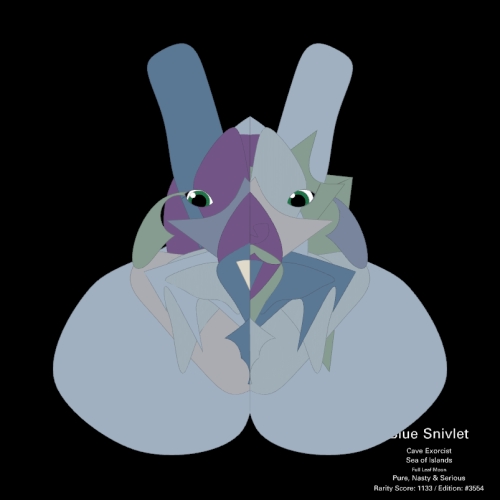 Blue Snivlet
Cave Exorcist
Sea of Islands
Full Leaf Moon
Pure, Nasty & Serious
Rarity Score: 1133 / Edition: #3554